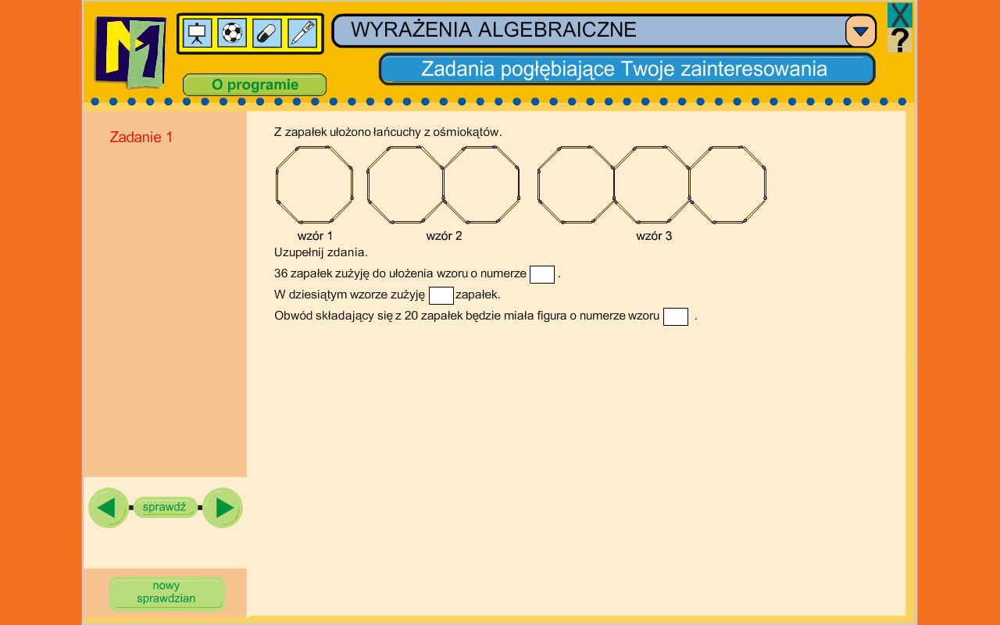 WYRAŻENIA ALGEBRAICZNE
X
?
Zadania pogłębiające Twoje zainteresowania
O programie
Zadanie 1
Z zapałek ułożono łańcuchy z ośmiokątów.
wzór 1 wzór 2 wzór 3
Uzupełnij zdania.
36 zapałek zużyję do ułożenia wzoru o numerze .
W dziesiątym wzorze zużyję zapałek.
Obwód składający się z 20 zapałek będzie miała figura o numerze wzoru .
sprawdź
nowy
sprawdzian